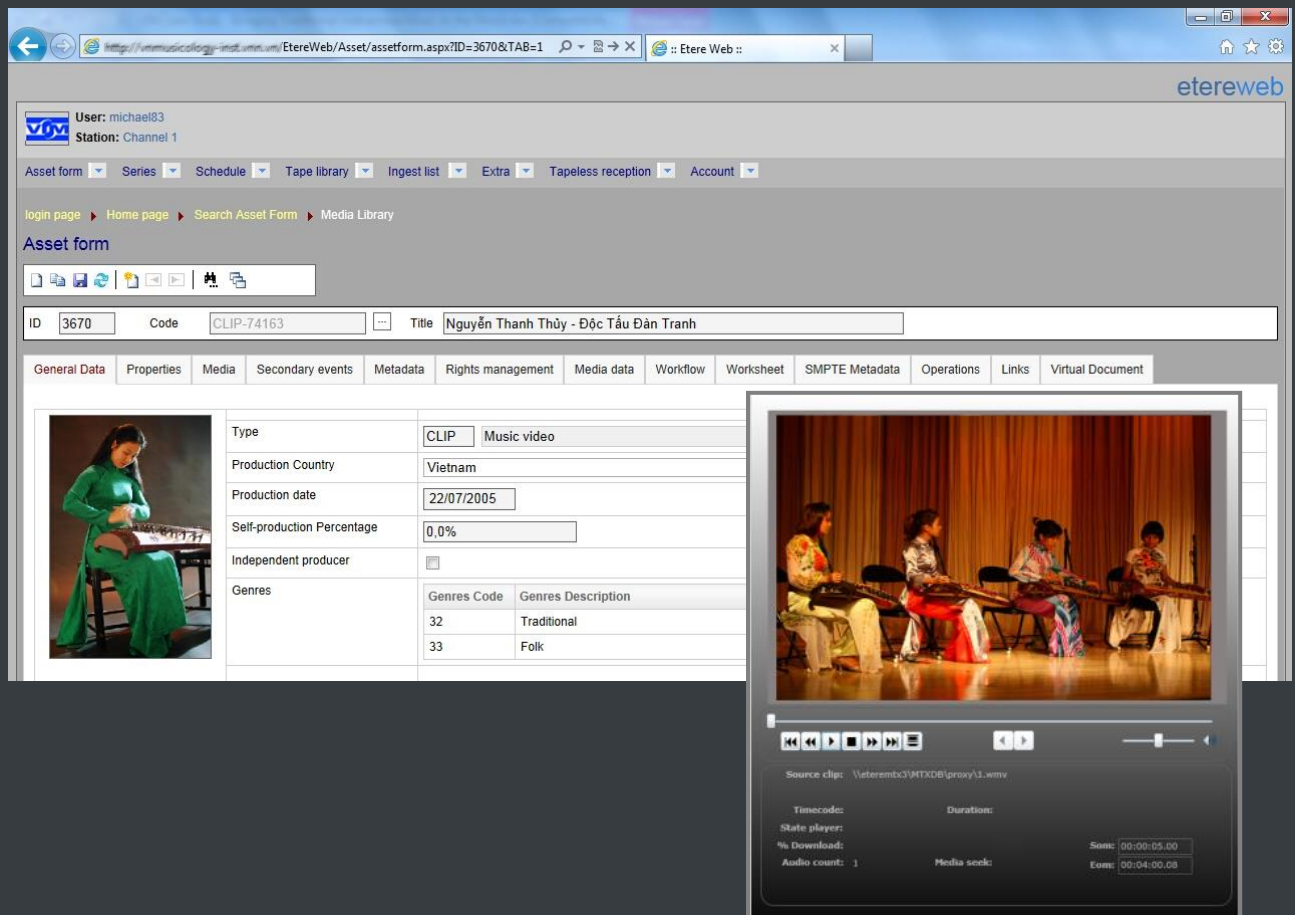 /EtereWeb/Asset/assetform.aspx?ID=3670&TAB=1
:: Etere Web ::
etereweb
User: michael83
Station: Channel 1
Asset form Series Schedule Tape library Ingest list Extra Tapeless reception Account
login page Home page Search Asset Form Media Library
Asset form
ID 3670 Code CLIP-74163 ... Title Nguyễn Thanh Thủy - Độc Tấu Đàn Tranh
General Data Properties Media Secondary events Metadata Rights management Media data Workflow Worksheet SMPTE Metadata Operations Links Virtual Document
Type CLIP Music video
Production Country Vietnam
Production date 22/07/2005
Self-production Percentage 0,0%
Independent producer
Genres Genres Code Genres Description
32 Traditional
33 Folk
Source clip: \\eteremtx3\MTXDB\proxy\1.wmv
Timecode: Duration:
State player:
% Download: Som: 00:00:05.00
Audio count: 1 Media seek: Eom: 00:04:00.08